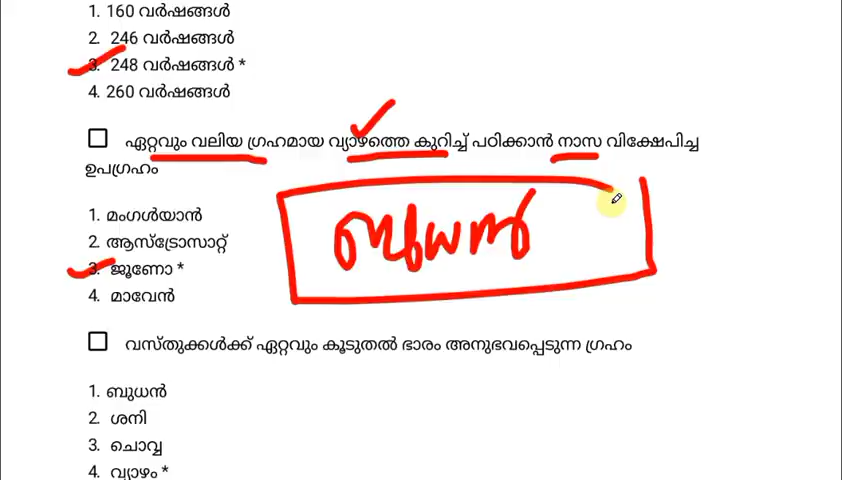 1. 160 വർഷങ്ങൾ
2. 246 വർഷങ്ങൾ
3. 248 വർഷങ്ങൾ *
4. 260 വർഷങ്ങൾ
ഏറ്റവും വലിയ ഗ്രഹമായ വ്യാഴത്തെ കുറിച്ച് പഠിക്കാൻ നാസ വിക്ഷേപിച്ച
ഉപഗ്രഹം
1. മംഗൾയാൻ
2. ആസ്ട്രോസാറ്റ്
ബുധൻ
3. ജൂണോ *
4. മാവേൻ
വസ്തുക്കൾക്ക് ഏറ്റവും കൂടുതൽ ഭാരം അനുഭവപ്പെടുന്ന ഗ്രഹം
1. ബുധൻ
2. ശനി
3. ചൊവ്വ
4. വ്യാഴം *